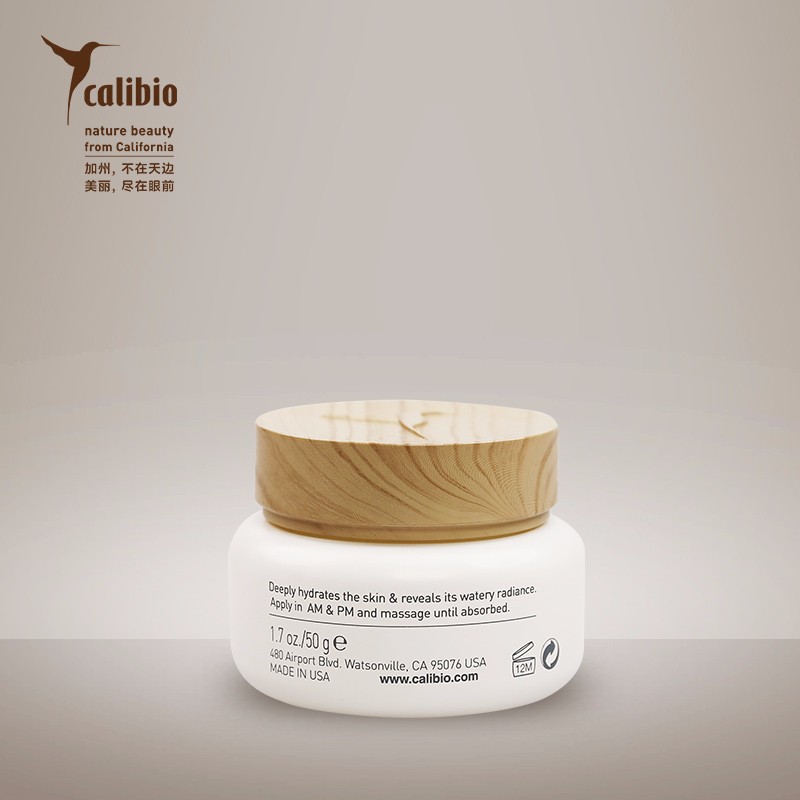 calibio
nature beauty
from California
加州，不在天边
美丽，尽在眼前
Deeply hydrates the skin & reveals its watery radiance.
Apply in AM & PM and massage until absorbed.
1.7 oz./50 g ℮
480 Airport Blvd. Watsonville, CA 95076 USA
MADE IN USA
www.calibio.com
12M